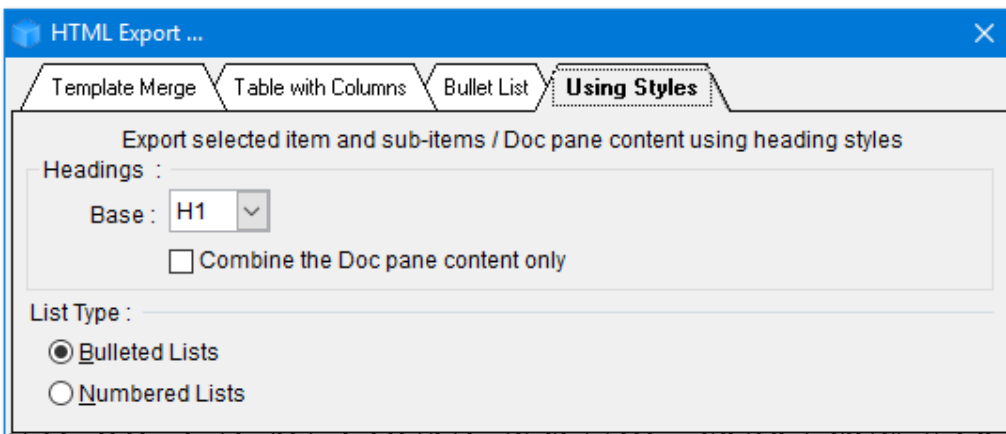 HTML Export ...
Template Merge Table with Columns Bullet List Using Styles
Export selected item and sub-items / Doc pane content using heading styles
Headings :
Base : H1
Combine the Doc pane content only
List Type :
Bulleted Lists
Numbered Lists